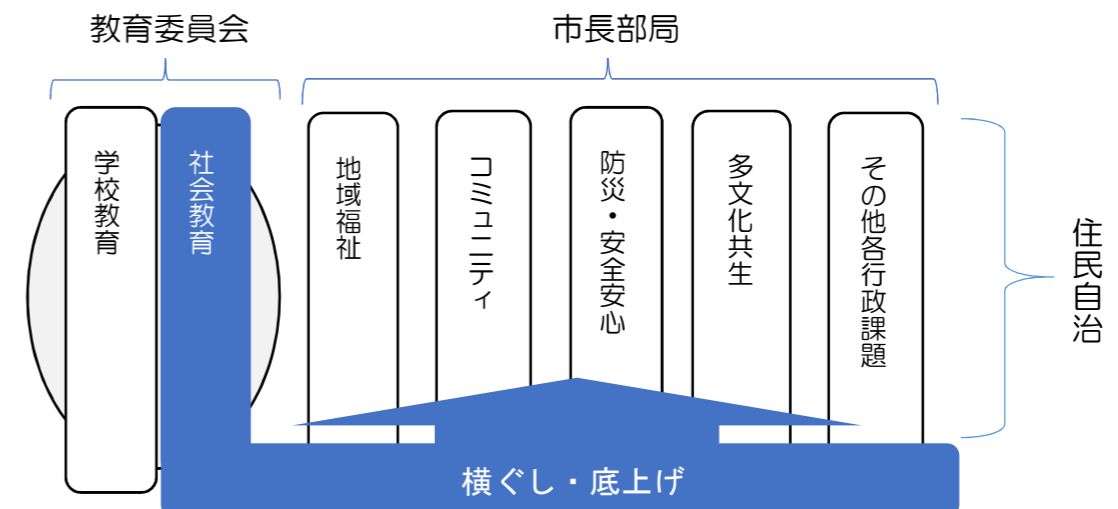 教育委員会
市長部局
学校教育
社会教育
地域福祉
コミュニティ
防災・安全安心
多文化共生
その他各行政課題
住民自治
横ぐし・底上げ